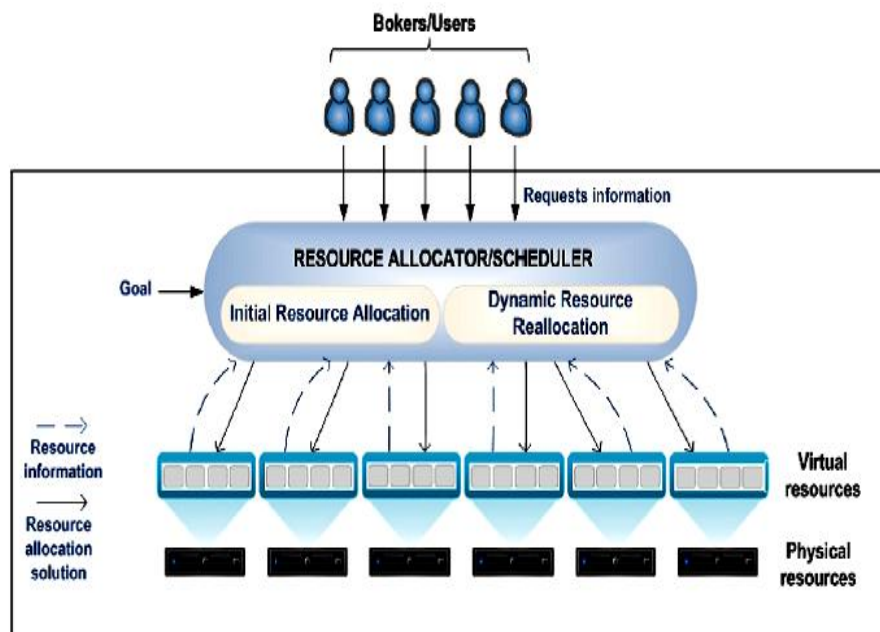 Bokers/Users
Requests information
RESOURCE ALLOCATOR/SCHEDULER
Goal
Initial Resource Allocation
Dynamic Resource
Reallocation
Resource
information
Virtual
resources
Resource
allocation
solution
Physical
resources